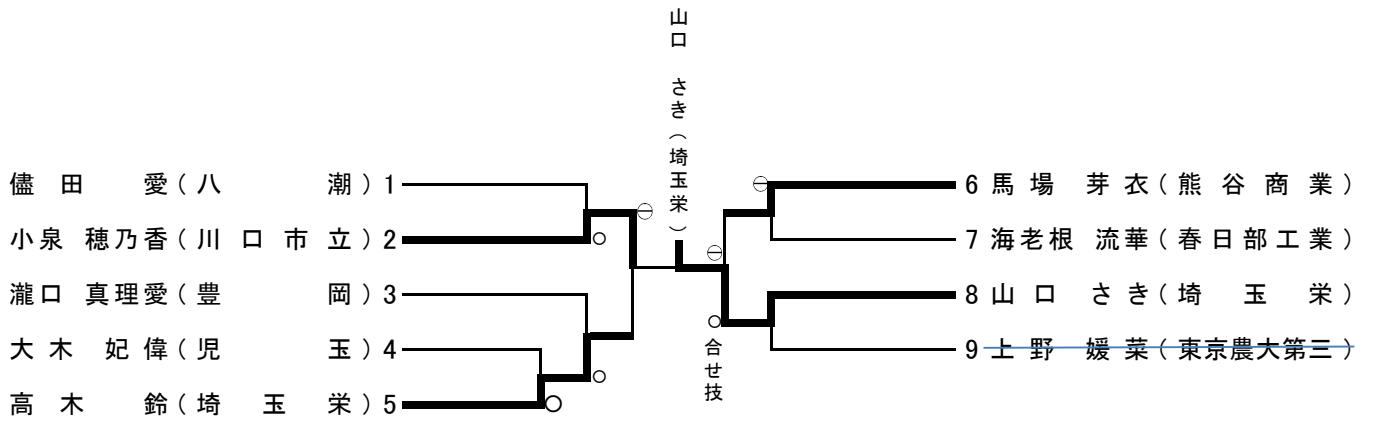 山口 さき（埼玉栄）
儘田 愛（八潮）1
小泉 穂乃香（川口市立）2
瀧口 真理愛（豊岡）3
大木 妃偉（児玉）4
高木 鈴（埼玉栄）5
6 馬場 芽衣（熊谷商業）
7 海老根 流華（春日部工業）
8 山口 さき（埼玉栄）
9 上野 媛菜（東京農大第三）
合せ技